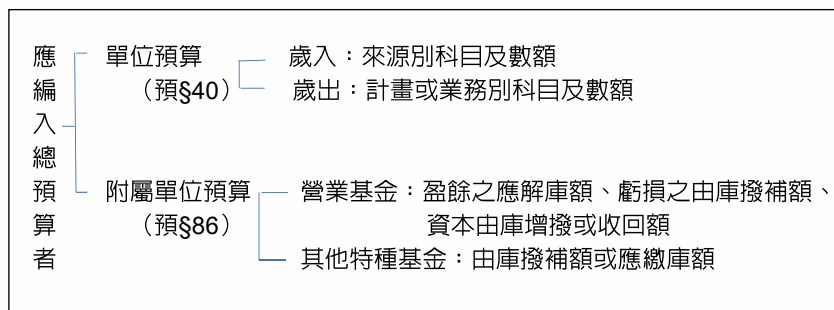 應編入總預算者
單位預算
(預§40)
歲入：來源別科目及數額
歲出：計畫或業務別科目及數額
附屬單位預算
(預§86)
營業基金：盈餘之應解庫額、虧損之由庫撥補額、
資本由庫增撥或收回額
其他特種基金：由庫撥補額或應繳庫額